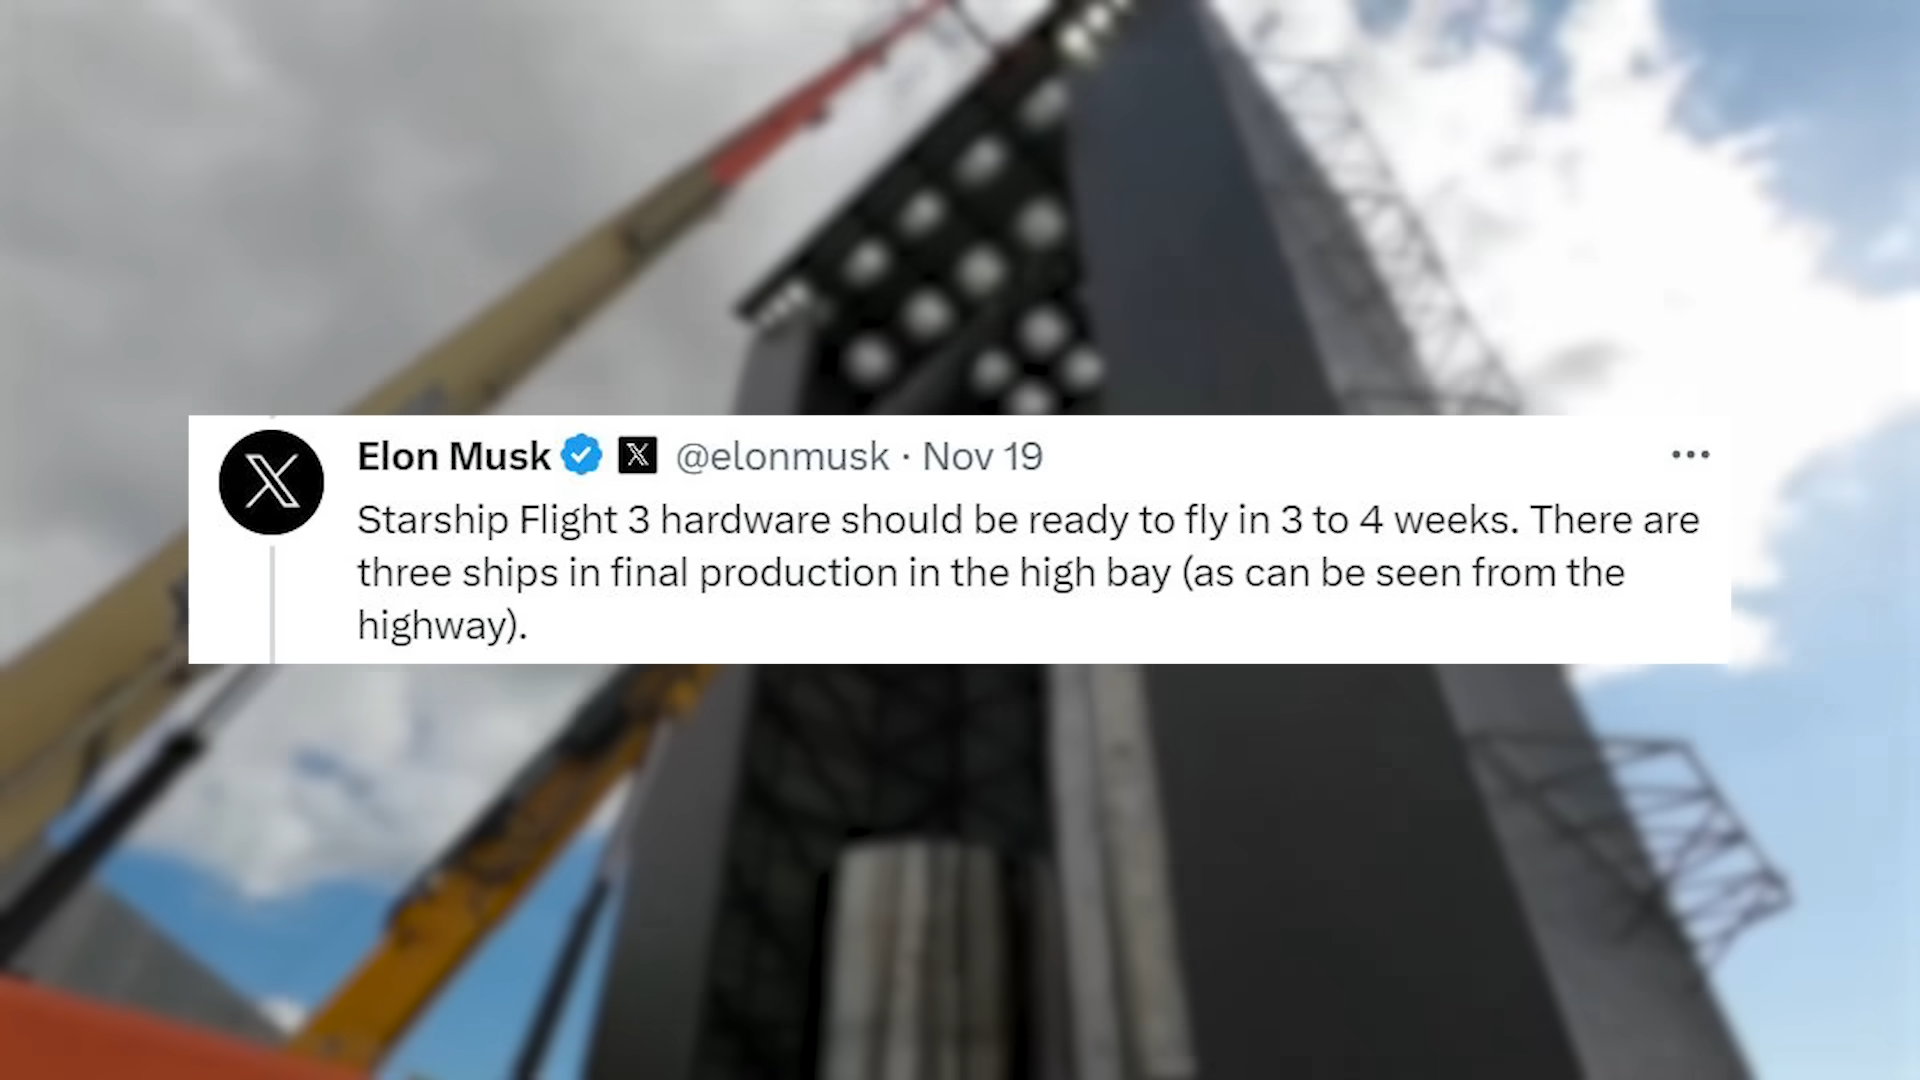 Elon Musk @elonmusk · Nov 19
Starship Flight 3 hardware should be ready to fly in 3 to 4 weeks. There are
three ships in final production in the high bay (as can be seen from the
highway).